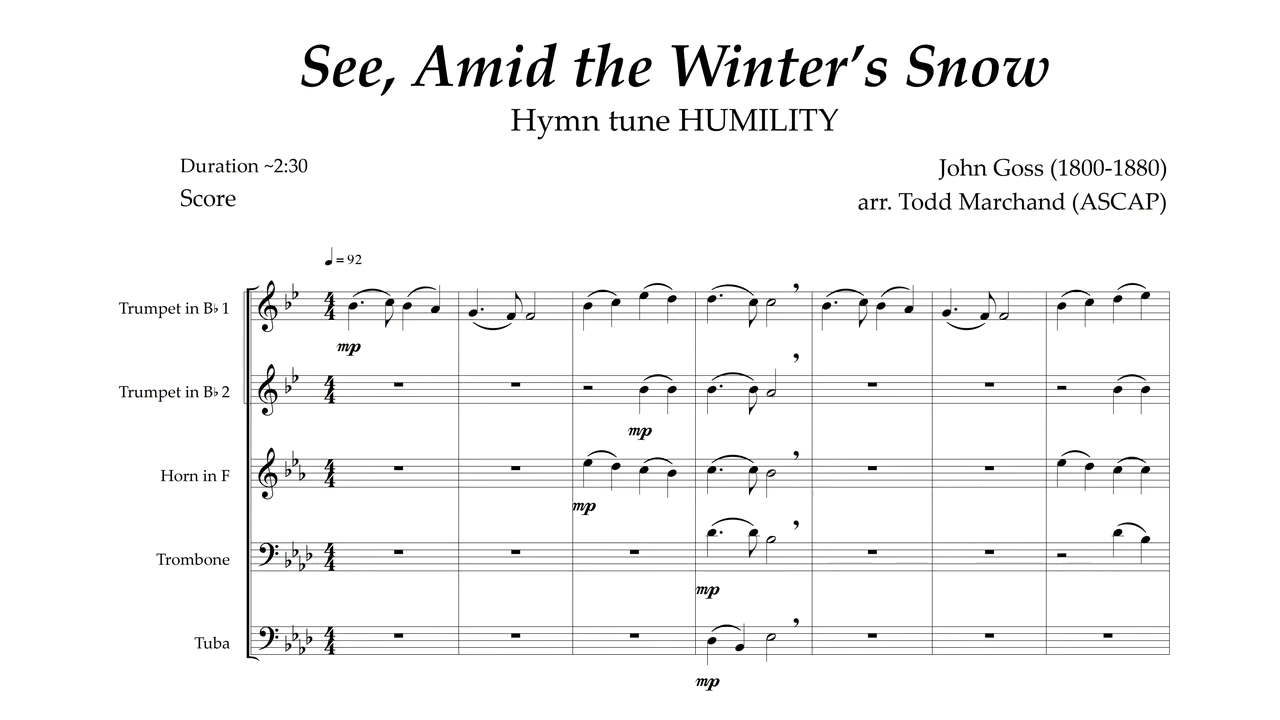 See, Amid the Winter's Snow
Hymn tune HUMILITY
Duration ~2:30
John Goss (1800-1880)
Score
arr. Todd Marchand (ASCAP)
♩ = 92
Trumpet in B♭ 1
mp
Trumpet in B♭ 2
mp
Horn in F
mp
Trombone
mp
Tuba
mp